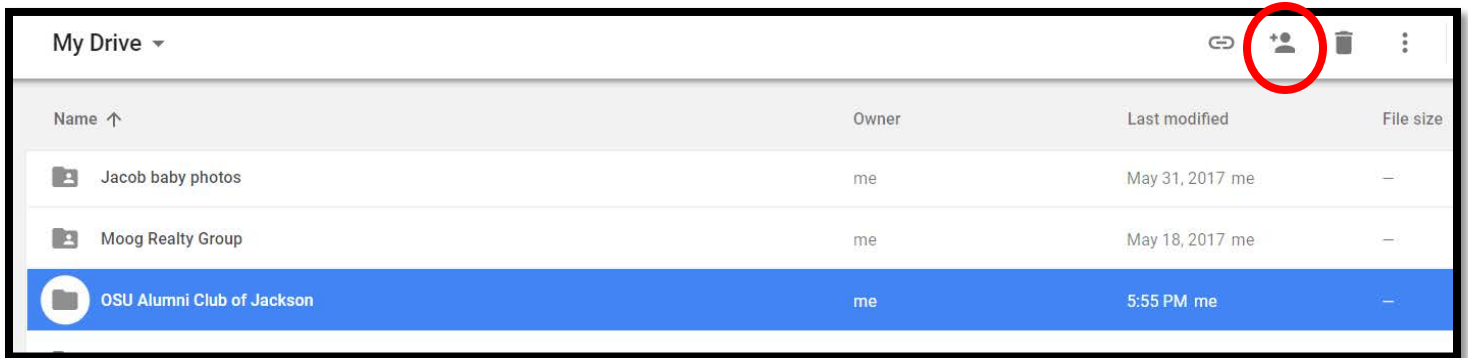 My Drive
Name Owner Last modified File size
Jacob baby photos me May 31, 2017 me –
Moog Realty Group me May 18, 2017 me –
OSU Alumni Club of Jackson me 5:55 PM me –